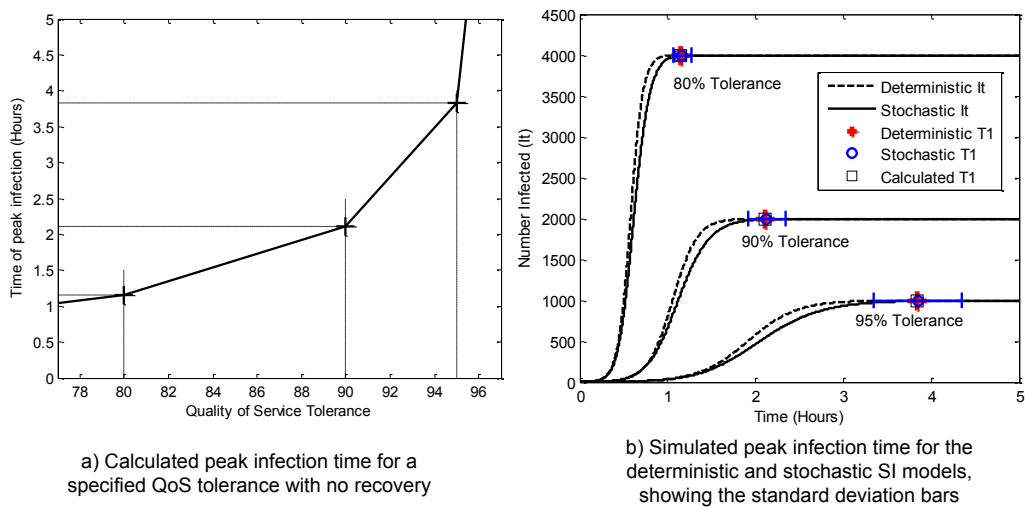 5
4.5
4
3.5
3
2.5
2
1.5
1
0.5
0
78 80 82 84 86 88 90 92 94 96
Time of peak infection (Hours)
Quality of Service Tolerance
a) Calculated peak infection time for a
specified QoS tolerance with no recovery
4500
4000
3500
3000
2500
2000
1500
1000
500
0
0 1 2 3 4 5
Number Infected (It)
Time (Hours)
80% Tolerance
90% Tolerance
95% Tolerance
Deterministic It
Stochastic It
Deterministic T1
Stochastic T1
Calculated T1
b) Simulated peak infection time for the
deterministic and stochastic SI models,
showing the standard deviation bars